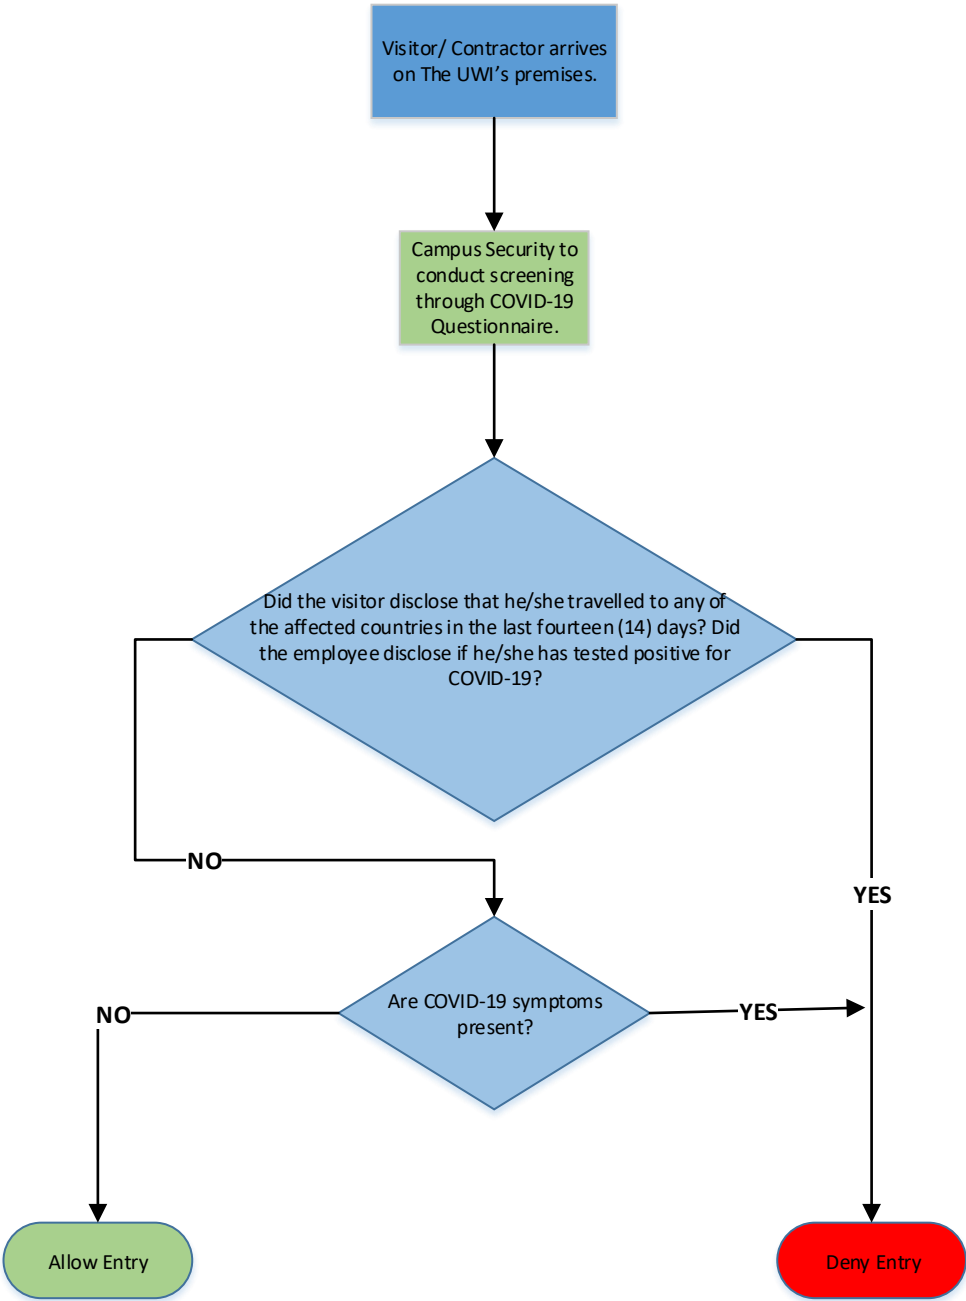 Visitor/ Contractor arrives
on The UWI's premises.
Campus Security to
conduct screening
through COVID-19
Questionnaire.
Did the visitor disclose that he/she travelled to any of
the affected countries in the last fourteen (14) days? Did
the employee disclose if he/she has tested positive for
COVID-19?
NO
YES
Are COVID-19 symptoms
present?
NO
YES
Allow Entry
Deny Entry